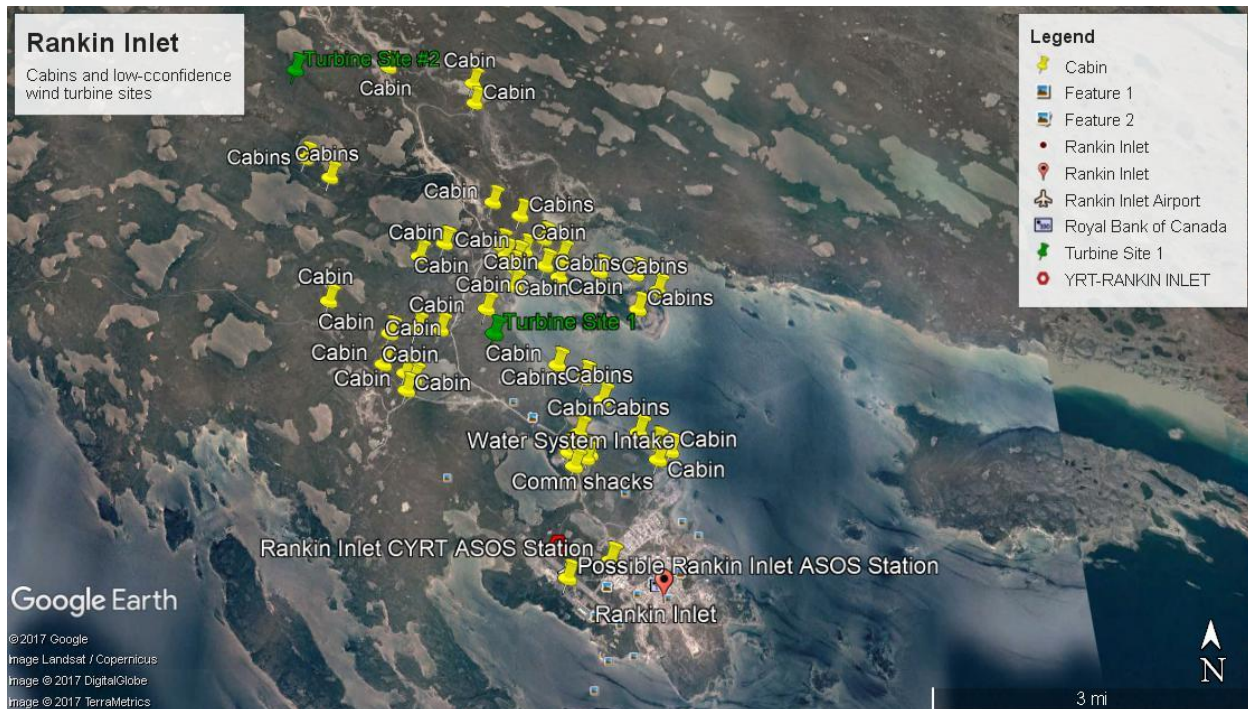 Rankin Inlet
Cabins and low-cconfidence
wind turbine sites
Legend
Cabin
Feature 1
Feature 2
Rankin Inlet
Rankin Inlet
Rankin Inlet Airport
Royal Bank of Canada
Turbine Site 1
YRT-RANKIN INLET
Turbine Site #2
Cabin
Cabin
Cabin
Cabins
Cabins
Cabin
Cabins
Cabin
Cabin
Cabin
Cabin
Cabin
Cabins
Cabins
Cabin
Cabin
Cabin
Cabin
Cabins
Cabin
Turbine Site 1
Cabin
Cabin
Cabin
Cabin
Cabin
Cabin
Cabin
Cabins
Cabins
Cabin
Cabins
Water System Intake
Cabin
Cabin
Comm shacks
Rankin Inlet CYRT ASOS Station
Possible Rankin Inlet ASOS Station
Rankin Inlet
Google Earth
©2017 Google
Image Landsat / Copernicus
Image © 2017 DigitalGlobe
Image © 2017 TerraMetrics
N
3 mi